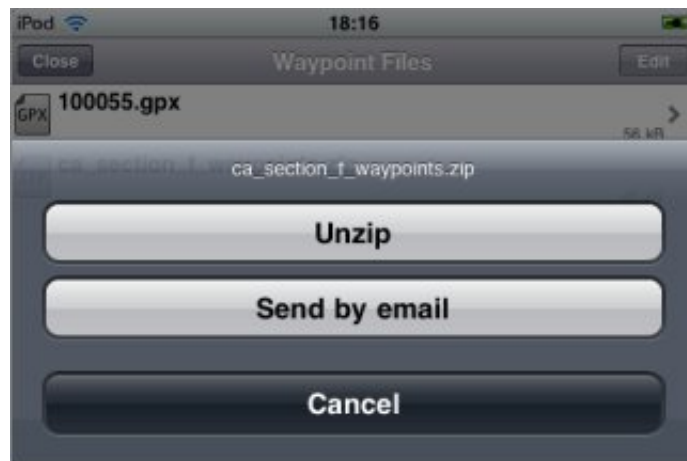 iPod 18:16
Close Waypoint Files Edit
100055.gpx
GPX
56 kB
ca_section_f_waypoints.zip
Unzip
Send by email
Cancel